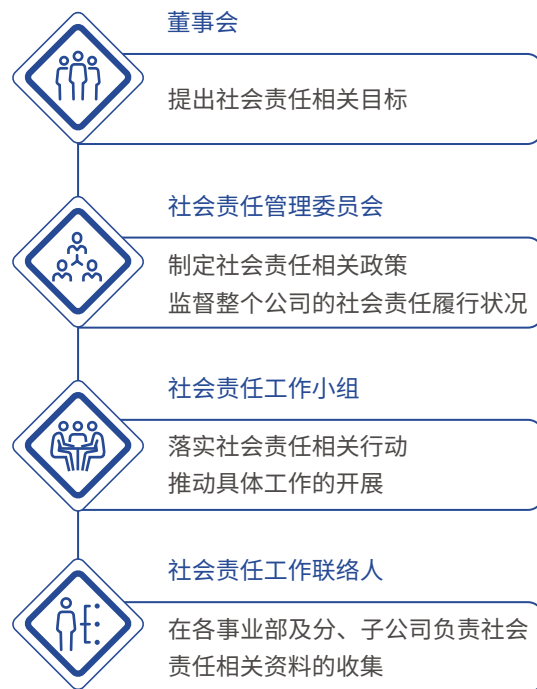 董事会
提出社会责任相关目标
社会责任管理委员会
制定社会责任相关政策
监督整个公司的社会责任履行状况
社会责任工作小组
落实社会责任相关行动
推动具体工作的开展
社会责任工作联络人
在各事业部及分、子公司负责社会
责任相关资料的收集